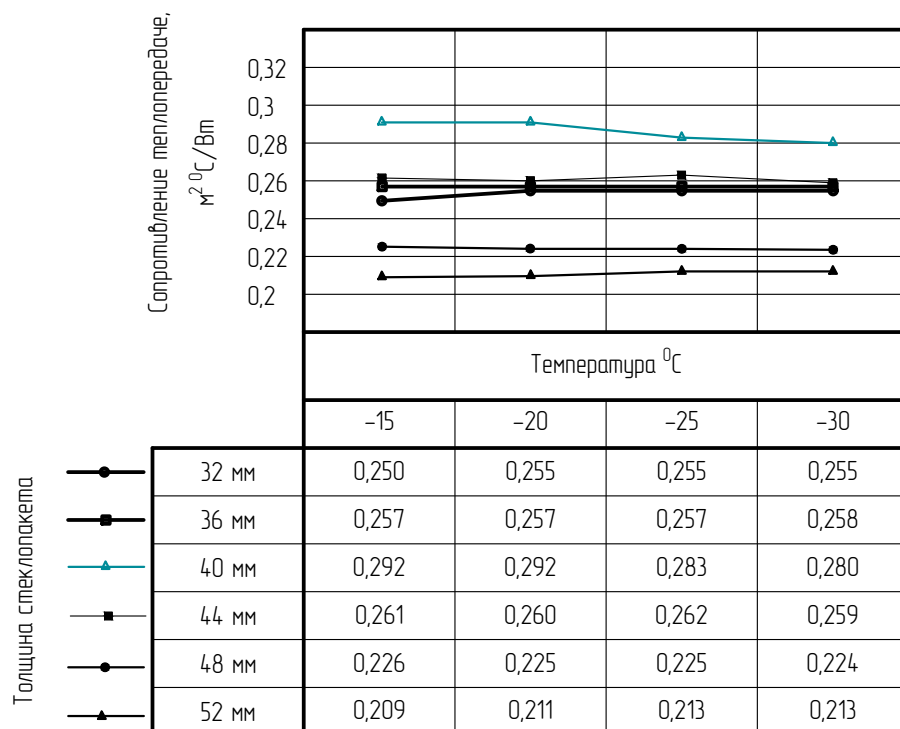 Сопротивление теплопередаче,
м² ⁰С/Вт
0,32
0,3
0,28
0,26
0,24
0,22
0,2
Температура ⁰С
-15 -20 -25 -30
Толщина стеклопакета
32 мм 0,250 0,255 0,255 0,255
36 мм 0,257 0,257 0,257 0,258
40 мм 0,292 0,292 0,283 0,280
44 мм 0,261 0,260 0,262 0,259
48 мм 0,226 0,225 0,225 0,224
52 мм 0,209 0,211 0,213 0,213